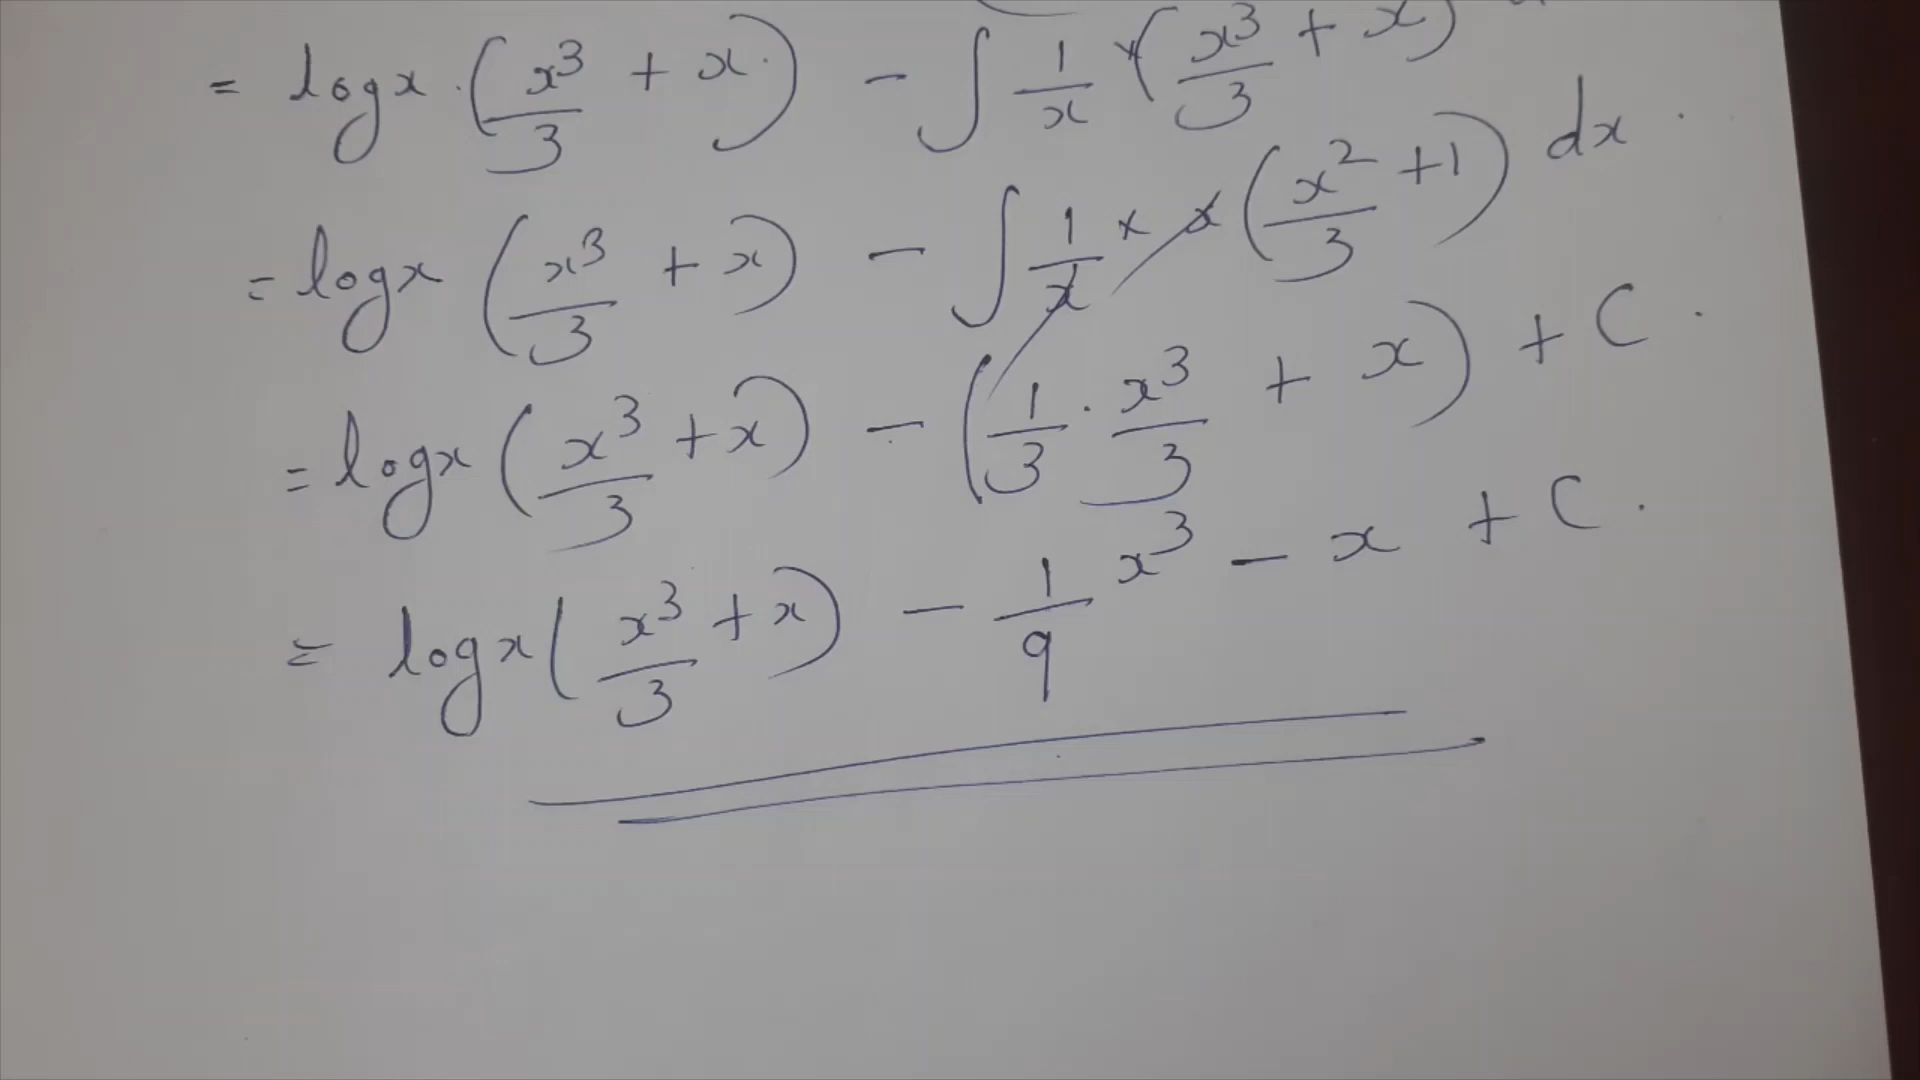 = log x . (x³/3 + x) - ∫ 1/x × (x³/3 + x)
= log x (x³/3 + x) - ∫ 1/x × x (x²/3 + 1) dx .
= log x (x³/3 + x) - (1/3 . x³/3 + x) + C .
= log x (x³/3 + x) - 1/9 x³ - x + C .